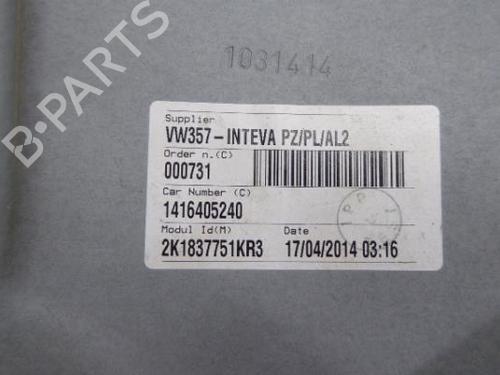 1031414
B-PARTS
Supplier
VW357-INTEVA PZ/PL/AL2
Order n.(C)
000731
Car Number (C)
1416405240
Modul Id(M) Date
2K1837751KR3 17/04/2014 03:16